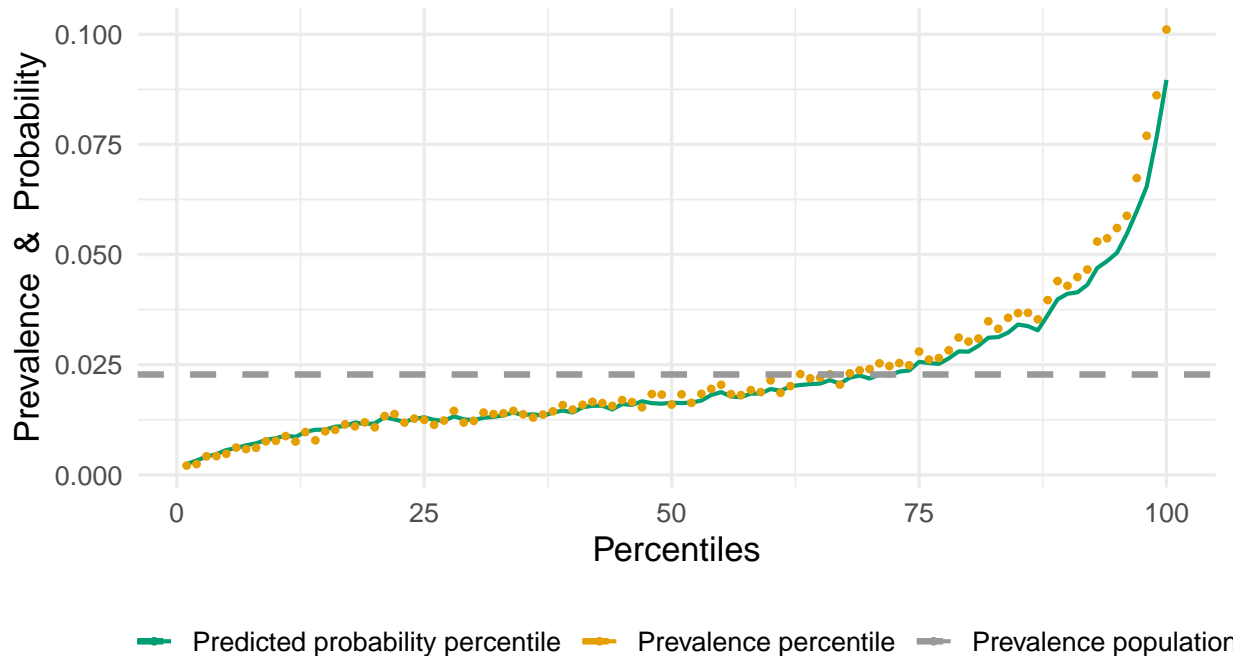 Prevalence & Probability
0.100
0.075
0.050
0.025
0.000
0 25 50 75 100
Percentiles
Predicted probability percentile Prevalence percentile Prevalence population